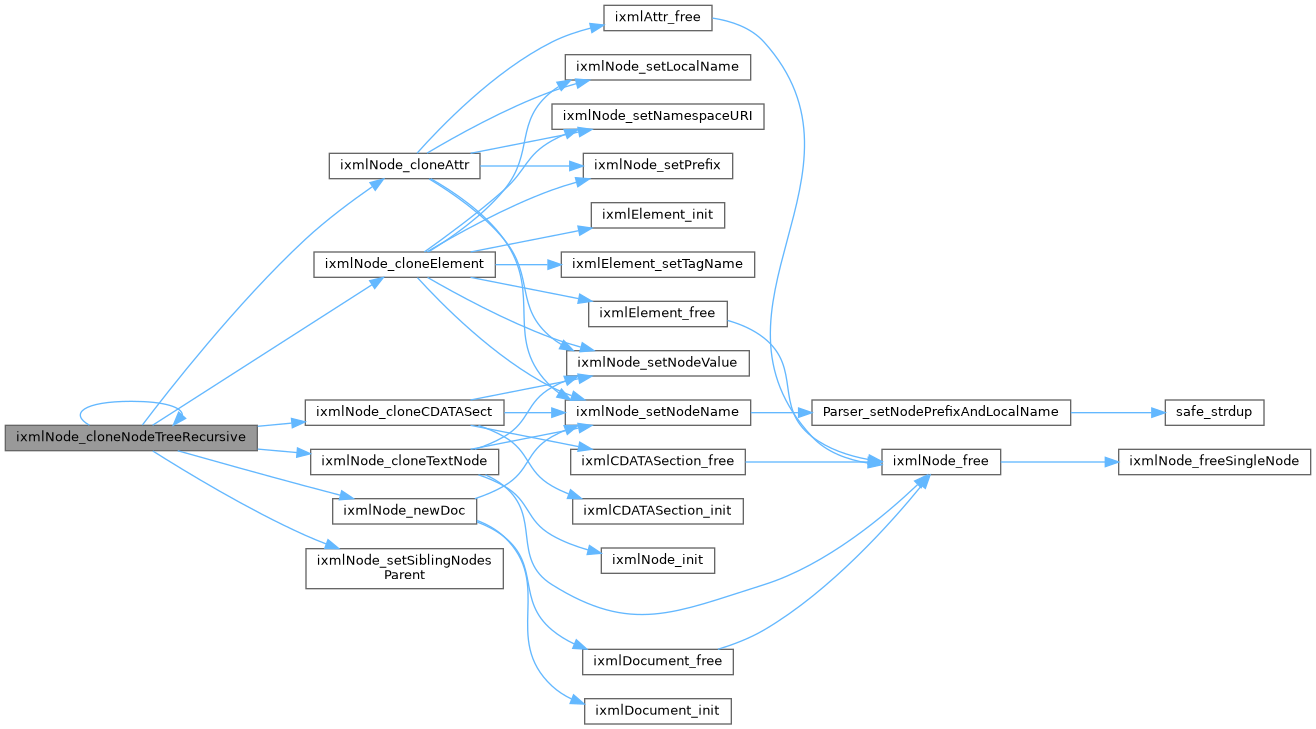 ixmlAttr_free
ixmlNode_setLocalName
ixmlNode_setNamespaceURI
ixmlNode_cloneAttr
ixmlNode_setPrefix
ixmlElement_init
ixmlNode_cloneElement
ixmlElement_setTagName
ixmlElement_free
ixmlNode_setNodeValue
ixmlNode_cloneCDATASect
ixmlNode_setNodeName
Parser_setNodePrefixAndLocalName
safe_strdup
ixmlNode_cloneNodeTreeRecursive
ixmlNode_cloneTextNode
ixmlCDATASection_free
ixmlNode_free
ixmlNode_freeSingleNode
ixmlNode_newDoc
ixmlCDATASection_init
ixmlNode_setSiblingNodes
Parent
ixmlNode_init
ixmlDocument_free
ixmlDocument_init